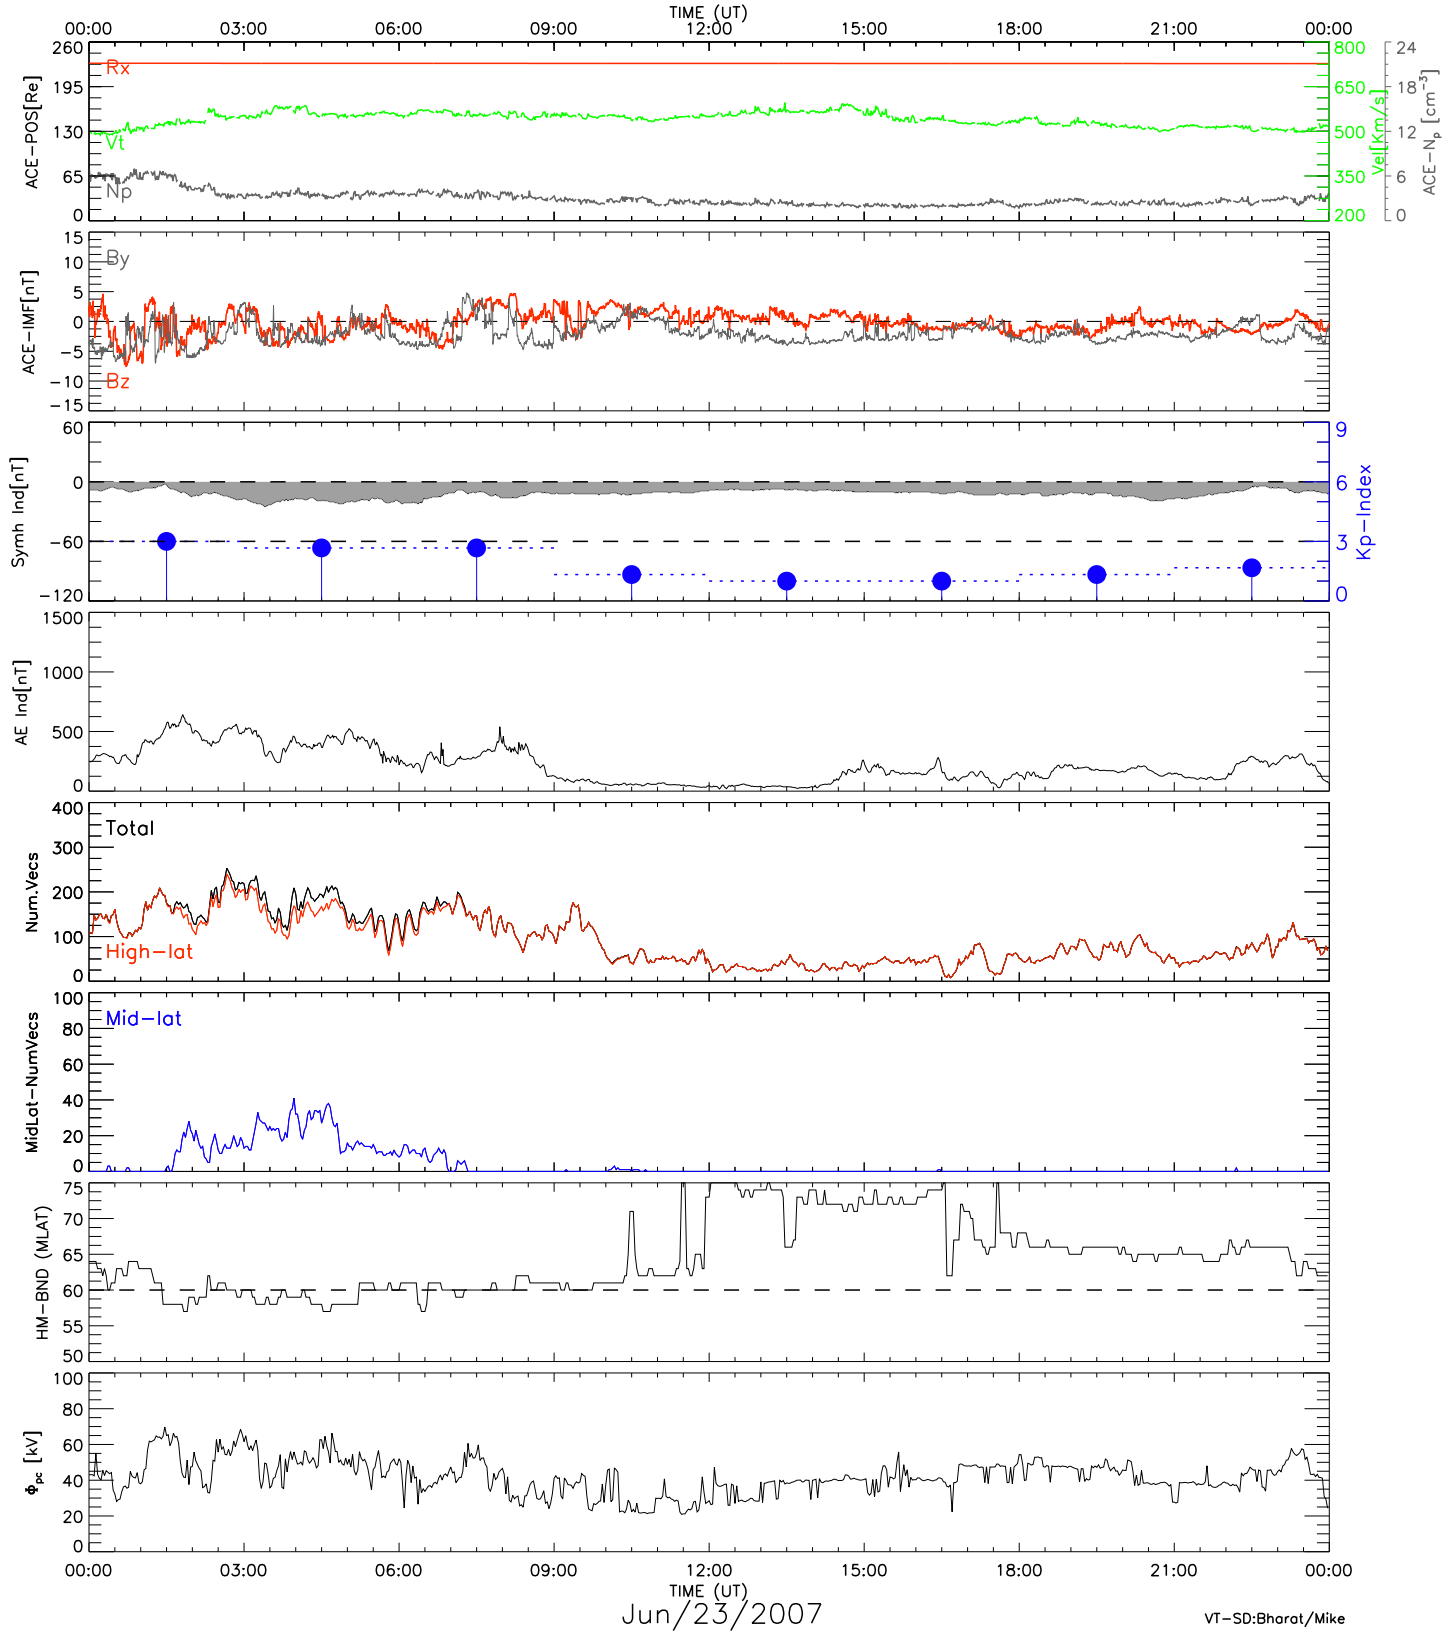 TIME (UT)
00:00 03:00 06:00 09:00 12:00 15:00 18:00 21:00 00:00
260 195 130 65 0
ACE-POS[Re]
Rx
Vt
Np
800 650 500 350 200
Vel[Km/s]
24 18 12 6 0
ACE-Np [cm-3]
15 10 5 0 -5 -10 -15
ACE-IMF[nT]
By
Bz
60 0 -60 -120
Symh Ind[nT]
9 6 3 0
Kp-Index
1500 1000 500 0
AE Ind[nT]
400 300 200 100 0
Num.Vecs
Total
High-lat
100 80 60 40 20 0
MidLat-NumVecs
Mid-lat
75 70 65 60 55 50
HM-BND (MLAT)
100 80 60 40 20 0
Φpc [kV]
00:00 03:00 06:00 09:00 12:00 15:00 18:00 21:00 00:00
TIME (UT)
Jun/23/2007
VT-SD:Bharat/Mike